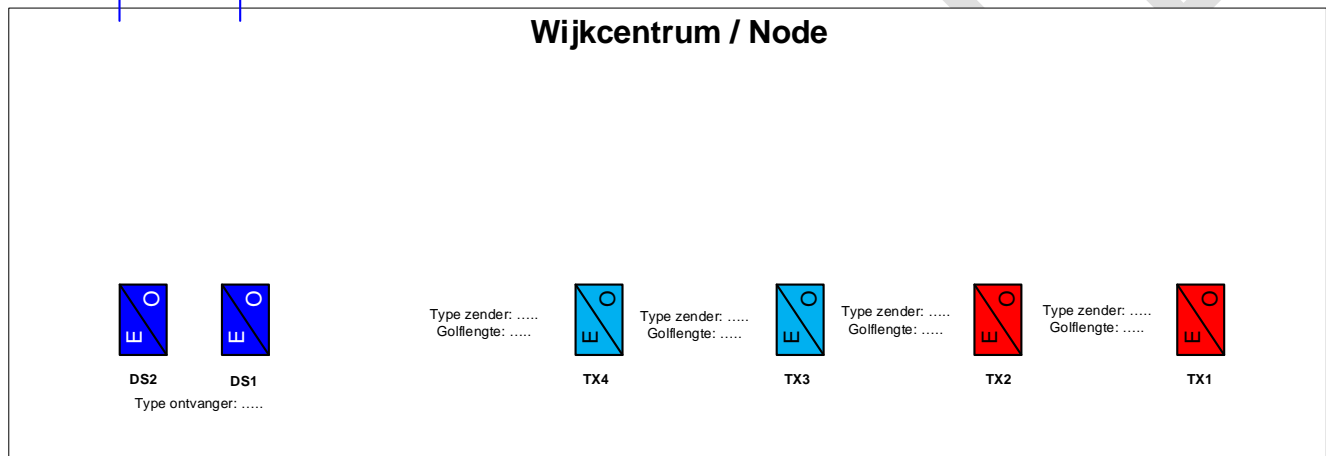 Wijkcentrum / Node
O
E
O
E
Type zender: .....
Golflengte: .....
O
E
Type zender: .....
Golflengte: .....
O
E
Type zender: .....
Golflengte: .....
O
E
Type zender: .....
Golflengte: .....
O
E
DS2
DS1
TX4
TX3
TX2
TX1
Type ontvanger: .....